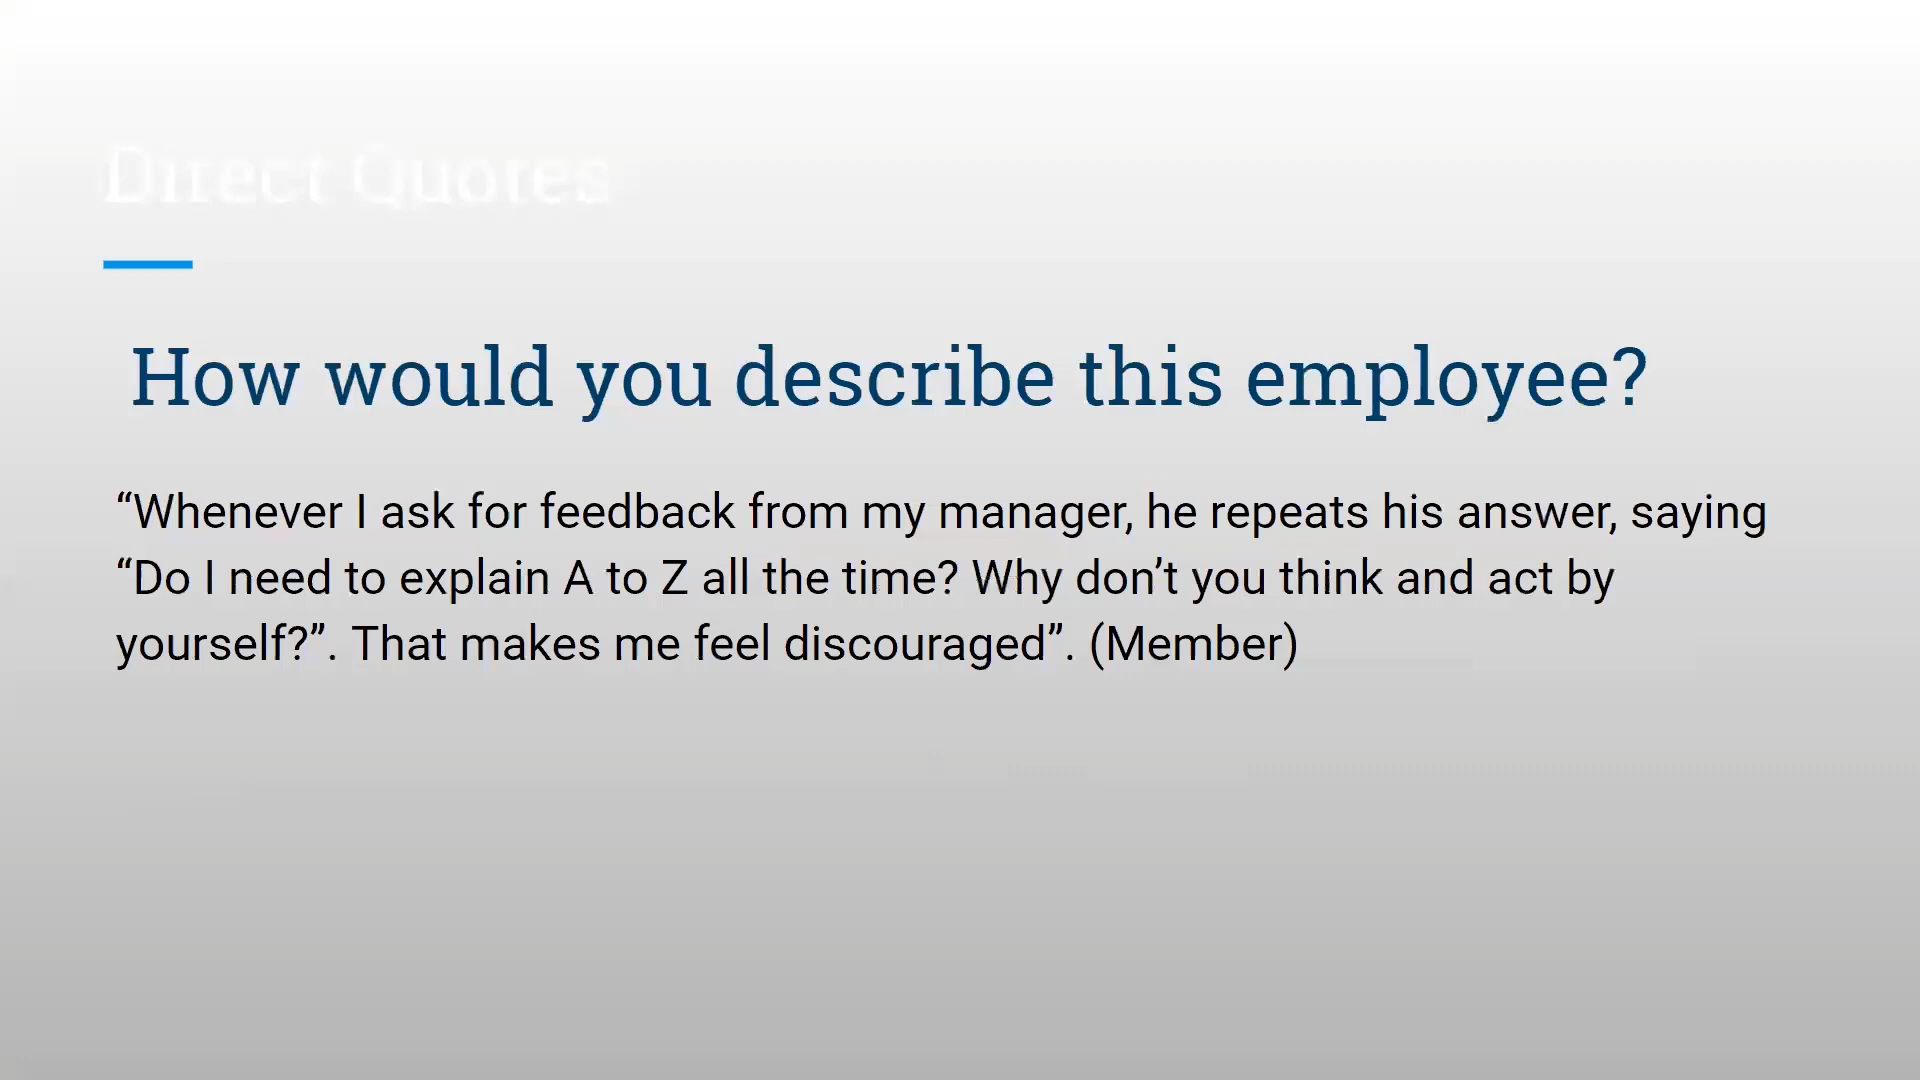 Direct Quotes
How would you describe this employee?
“Whenever I ask for feedback from my manager, he repeats his answer, saying
“Do I need to explain A to Z all the time? Why don’t you think and act by
yourself?”. That makes me feel discouraged”. (Member)